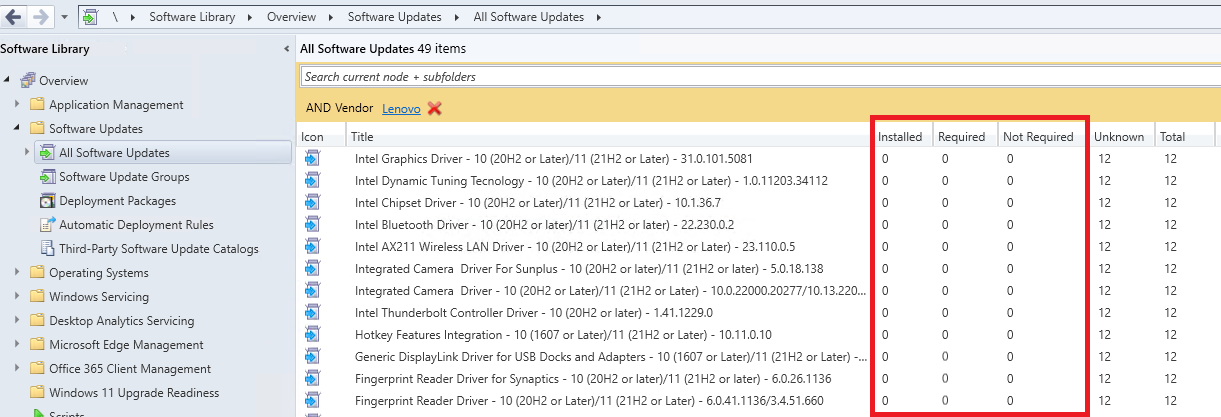 \ Software Library Overview Software Updates All Software Updates
Software Library
All Software Updates 49 items
Search current node + subfolders
AND Vendor Lenovo
Overview
Application Management
Software Updates
All Software Updates
Software Update Groups
Deployment Packages
Automatic Deployment Rules
Third-Party Software Update Catalogs
Operating Systems
Windows Servicing
Desktop Analytics Servicing
Microsoft Edge Management
Office 365 Client Management
Windows 11 Upgrade Readiness
Scripts
Icon Title Installed Required Not Required Unknown Total
Intel Graphics Driver - 10 (20H2 or Later)/11 (21H2 or Later) - 31.0.101.5081 0 0 0 12 12
Intel Dynamic Tuning Tecnology - 10 (20H2 or Later)/11 (21H2 or Later) - 1.0.11203.34112 0 0 0 12 12
Intel Chipset Driver - 10 (20H2 or Later)/11 (21H2 or Later) - 10.1.36.7 0 0 0 12 12
Intel Bluetooth Driver - 10 (20H2 or Later)/11 (21H2 or Later) - 22.230.0.2 0 0 0 12 12
Intel AX211 Wireless LAN Driver - 10 (20H2 or Later)/11 (21H2 or Later) - 23.110.0.5 0 0 0 12 12
Integrated Camera Driver For Sunplus - 10 (20H2 or later)/11 (21H2 or later) - 5.0.18.138 0 0 0 12 12
Integrated Camera Driver - 10 (20H2 or Later)/11 (21H2 or Later) - 10.0.22000.20277/10.13.220... 0 0 0 12 12
Intel Thunderbolt Controller Driver - 10 (20H2 or Later) - 1.41.1229.0 0 0 0 12 12
Hotkey Features Integration - 10 (1607 or Later)/11 (21H2 or Later) - 10.11.0.10 0 0 0 12 12
Generic DisplayLink Driver for USB Docks and Adapters - 10 (1607 or Later)/11 (21H2 or Later) -... 0 0 0 12 12
Fingerprint Reader Driver for Synaptics - 10 (20H2 or later)/11 (21H2 or later) - 6.0.26.1136 0 0 0 12 12
Fingerprint Reader Driver - 10 (20H2 or Later)/11 (21H2 or Later) - 6.0.41.1136/3.4.51.660 0 0 0 12 12